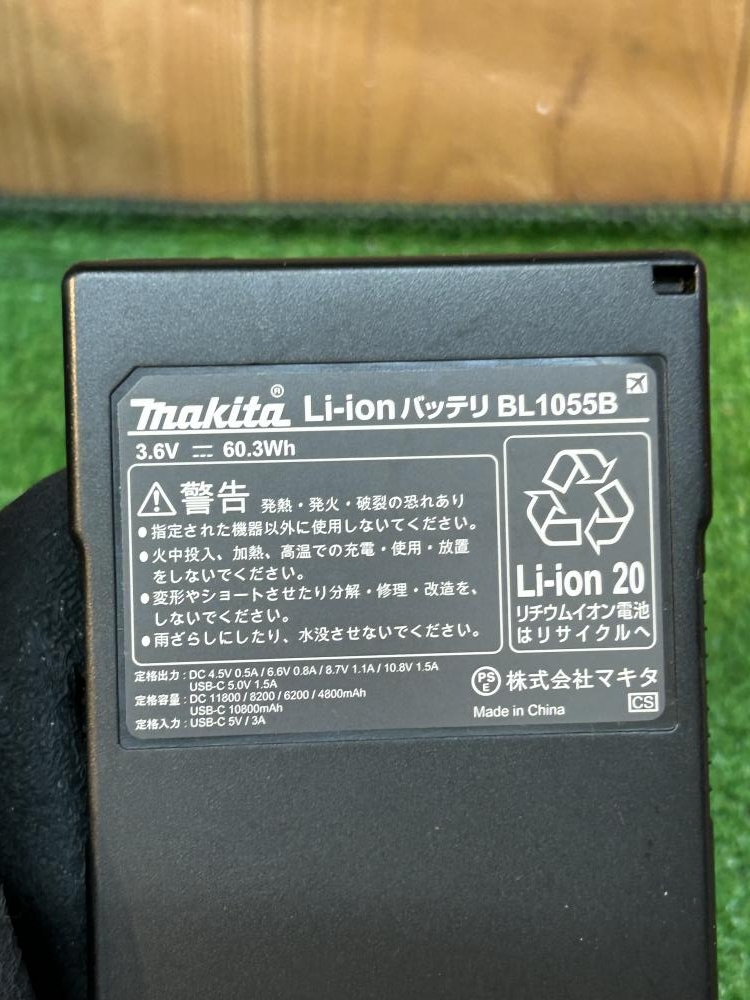 makita® Li-ion バッテリ BL1055B
3.6V ⎓ 60.3Wh
⚠警告 発熱・発火・破裂の恐れあり
●指定された機器以外に使用しないてください。
●火中投入、加熱、高温での充電・使用・放置
をしないでください。
●変形やショートさせたり分解・修理・改造を、
しないでください。
●雨ざらしにしたり、水没させないでください。
Li-ion 20
リチウムイオン電池
はリサイクルへ
定格出力 : DC 4.5V 0.5A / 6.6V 0.8A / 8.7V 1.1A / 10.8V 1.5A
USB-C 5.0V 1.5A
定格容量 : DC 11800 / 8200 / 6200 / 4800mAh
USB-C 10800mAh
定格入力 : USB-C 5V / 3A
PS
E
株式会社マキタ
Made in China
CS